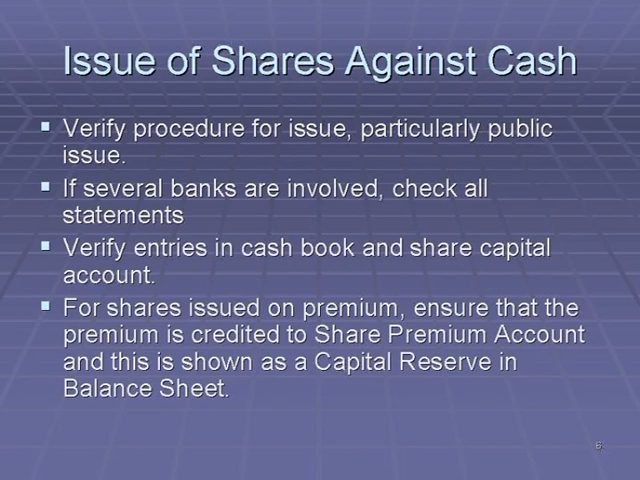 Issue of Shares Against Cash
▪ Verify procedure for issue, particularly public
issue.
▪ If several banks are involved, check all
statements
▪ Verify entries in cash book and share capital
account.
▪ For shares issued on premium, ensure that the
premium is credited to Share Premium Account
and this is shown as a Capital Reserve in
Balance Sheet.